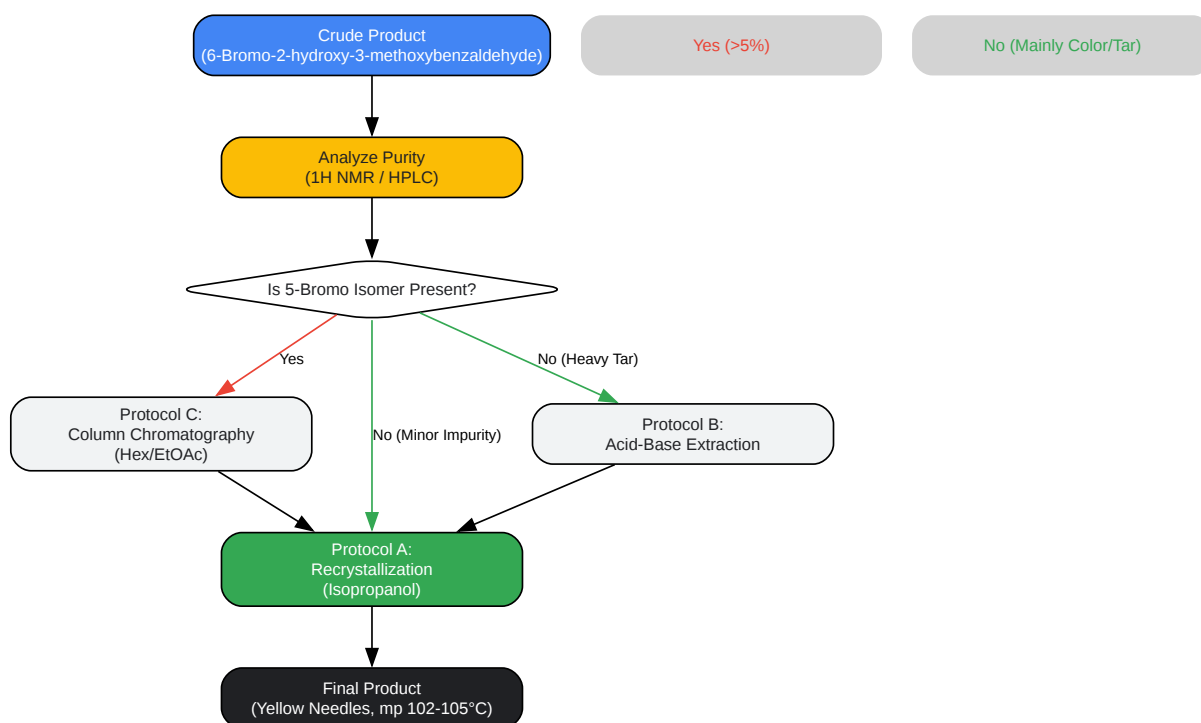 Crude Product
(6-Bromo-2-hydroxy-3-methoxybenzaldehyde)
Yes (>5%)
No (Mainly Color/Tar)
Analyze Purity
(1H NMR / HPLC)
Is 5-Bromo Isomer Present?
Yes
No (Heavy Tar)
Protocol C:
Column Chromatography
(Hex/EtOAc)
No (Minor Impurity)
Protocol B:
Acid-Base Extraction
Protocol A:
Recrystallization
(Isopropanol)
Final Product
(Yellow Needles, mp 102-105°C)